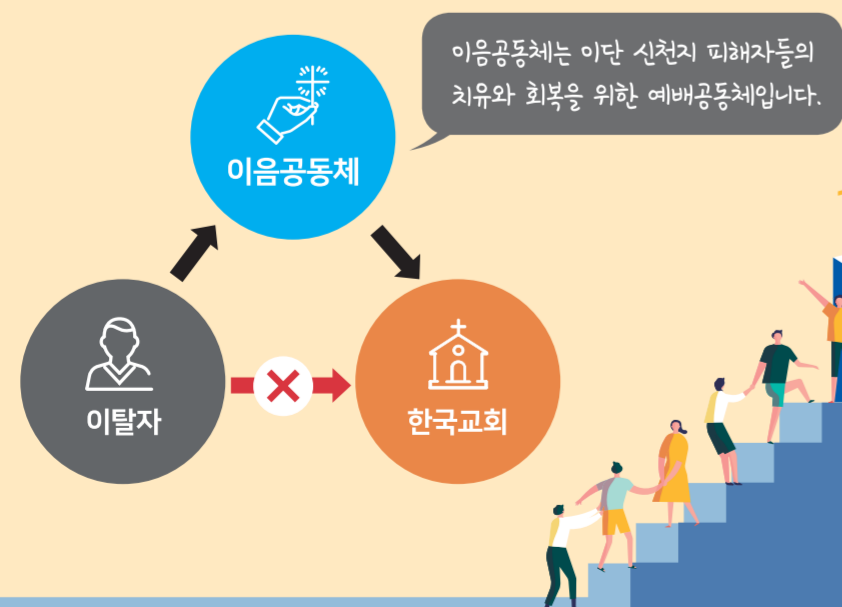 이음공동체는 이단 신천지 피해자들의
치유와 회복을 위한 예배공동체입니다.
이음공동체
이탈자
한국교회